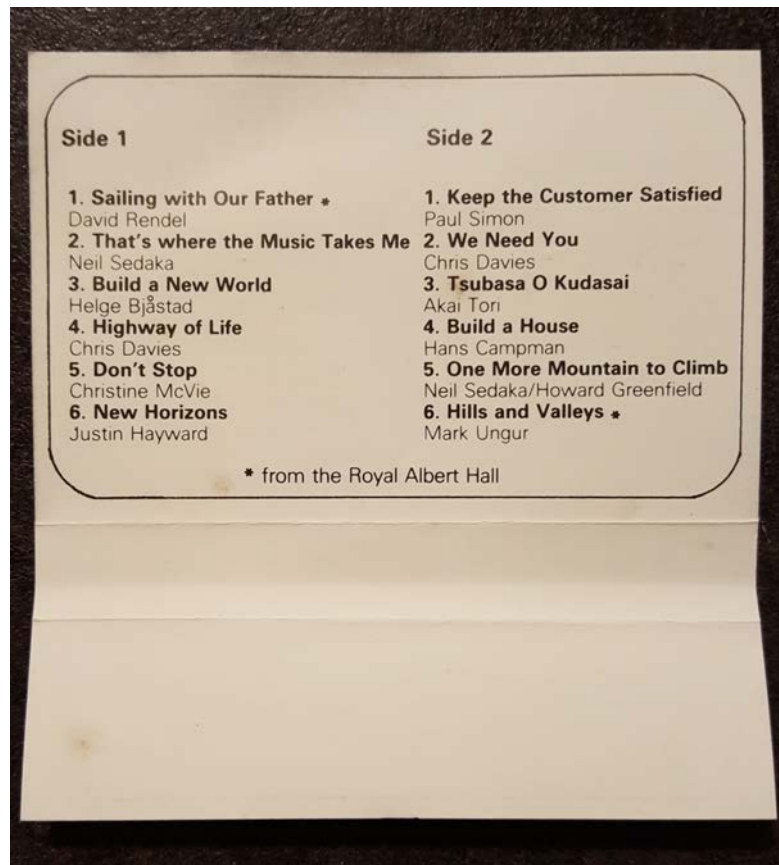 Side 1
1. Sailing with Our Father *
David Rendel
2. That's where the Music Takes Me
Neil Sedaka
3. Build a New World
Helge Bjåstad
4. Highway of Life
Chris Davies
5. Don't Stop
Christine McVie
6. New Horizons
Justin Hayward
Side 2
1. Keep the Customer Satisfied
Paul Simon
2. We Need You
Chris Davies
3. Tsubasa O Kudasai
Akai Tori
4. Build a House
Hans Campman
5. One More Mountain to Climb
Neil Sedaka/Howard Greenfield
6. Hills and Valleys *
Mark Ungur
* from the Royal Albert Hall